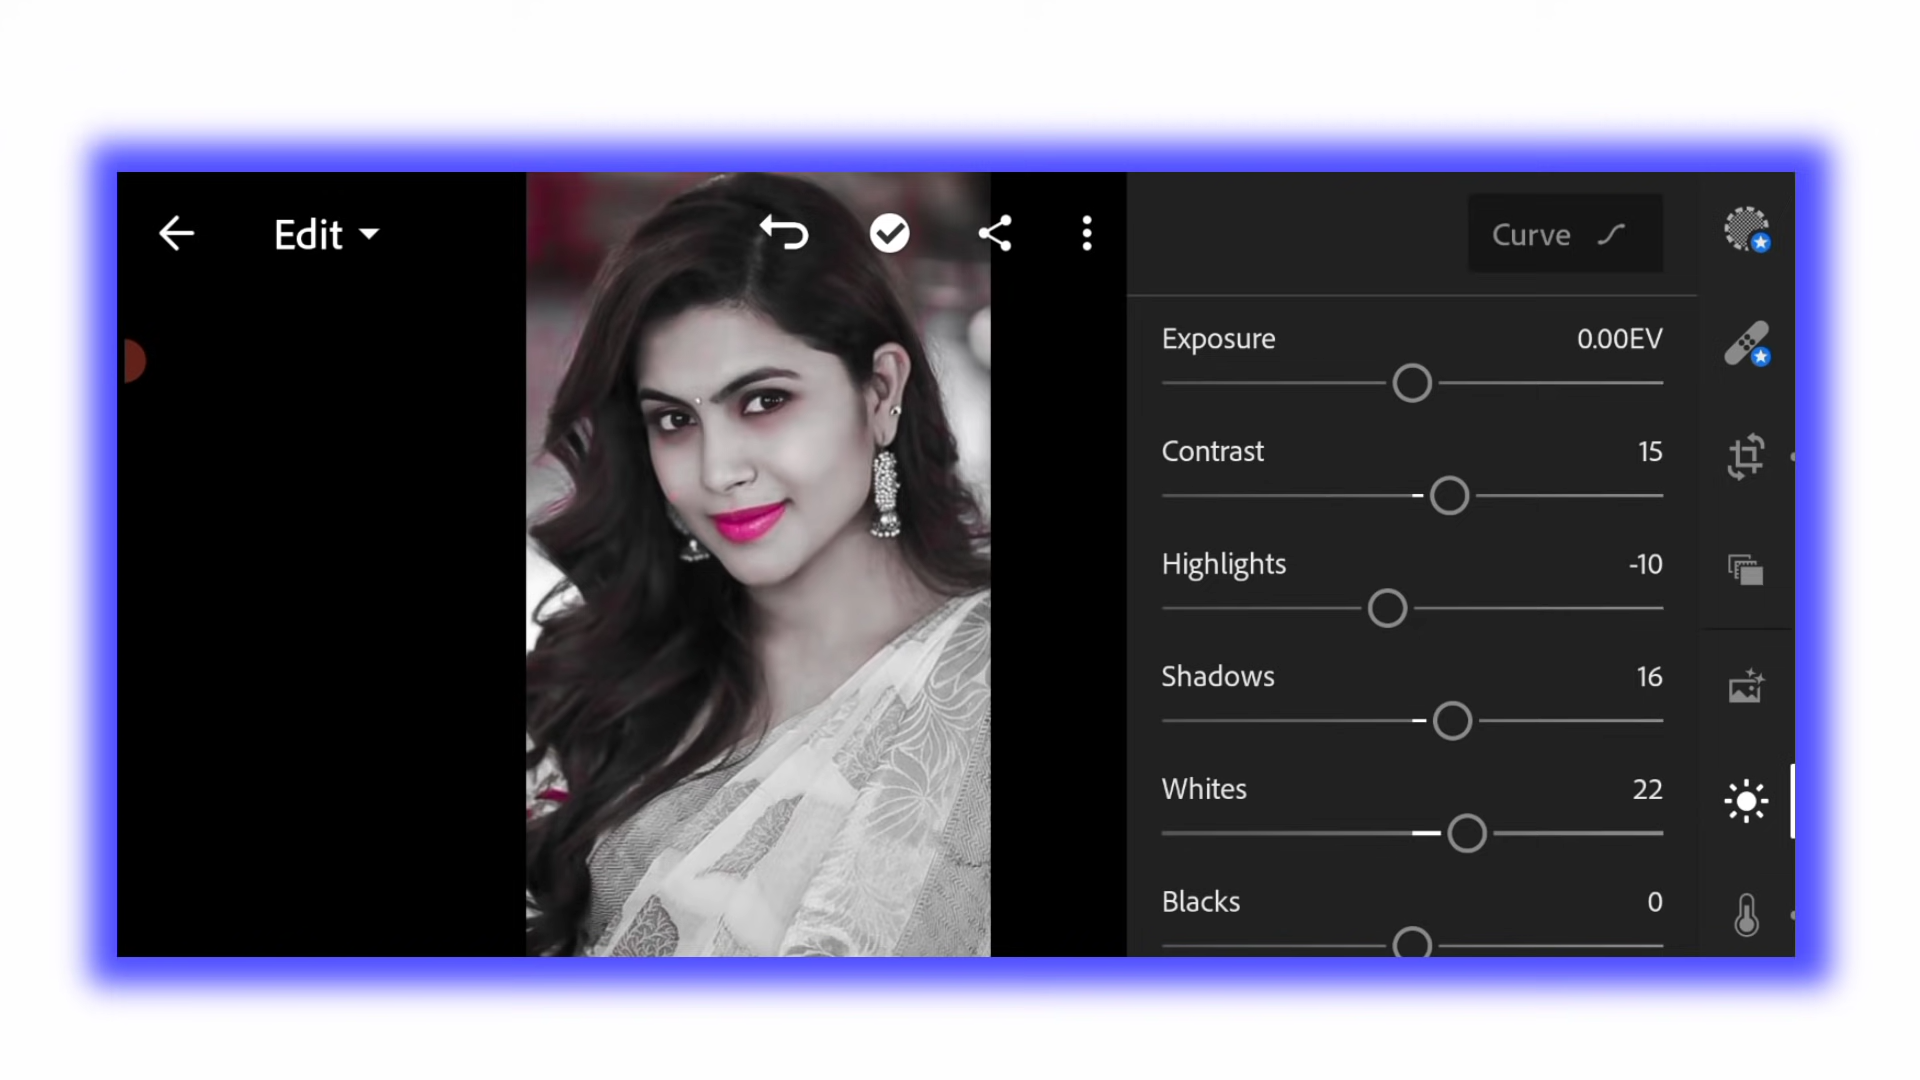 Edit
Curve
Exposure 0.00EV
Contrast 15
Highlights -10
Shadows 16
Whites 22
Blacks 0